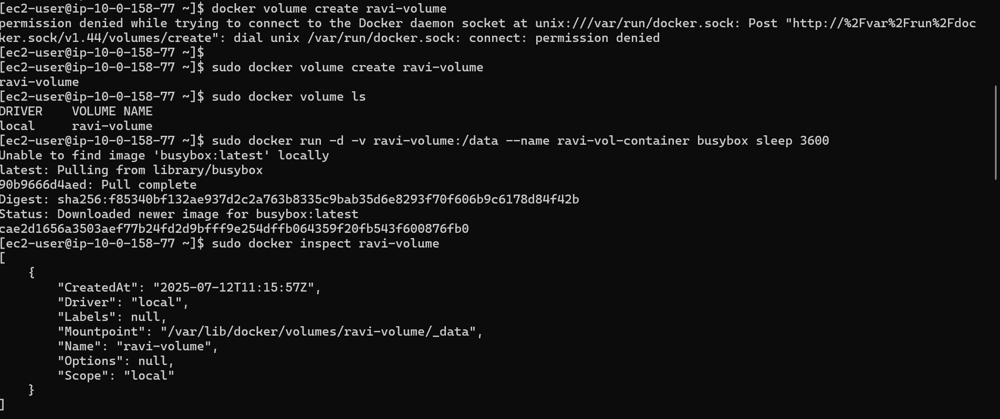 [ec2-user@ip-10-0-158-77 ~]$ docker volume create ravi-volume
permission denied while trying to connect to the Docker daemon socket at unix:///var/run/docker.sock: Post "http://%2Fvar%2Frun%2Fdoc
ker.sock/v1.44/volumes/create": dial unix /var/run/docker.sock: connect: permission denied
[ec2-user@ip-10-0-158-77 ~]$
[ec2-user@ip-10-0-158-77 ~]$ sudo docker volume create ravi-volume
ravi-volume
[ec2-user@ip-10-0-158-77 ~]$ sudo docker volume ls
DRIVER    VOLUME NAME
local     ravi-volume
[ec2-user@ip-10-0-158-77 ~]$ sudo docker run -d -v ravi-volume:/data --name ravi-vol-container busybox sleep 3600
Unable to find image 'busybox:latest' locally
latest: Pulling from library/busybox
90b9666d4aed: Pull complete
Digest: sha256:f85340bf132ae937d2c2a763b8335c9bab35d6e8293f70f606b9c6178d84f42b
Status: Downloaded newer image for busybox:latest
cae2d1656a3503aef77b24fd2d9bfff9e254dffb064359f20fb543f600876fb0
[ec2-user@ip-10-0-158-77 ~]$ sudo docker inspect ravi-volume
[
    {
        "CreatedAt": "2025-07-12T11:15:57Z",
        "Driver": "local",
        "Labels": null,
        "Mountpoint": "/var/lib/docker/volumes/ravi-volume/_data",
        "Name": "ravi-volume",
        "Options": null,
        "Scope": "local"
    }
]